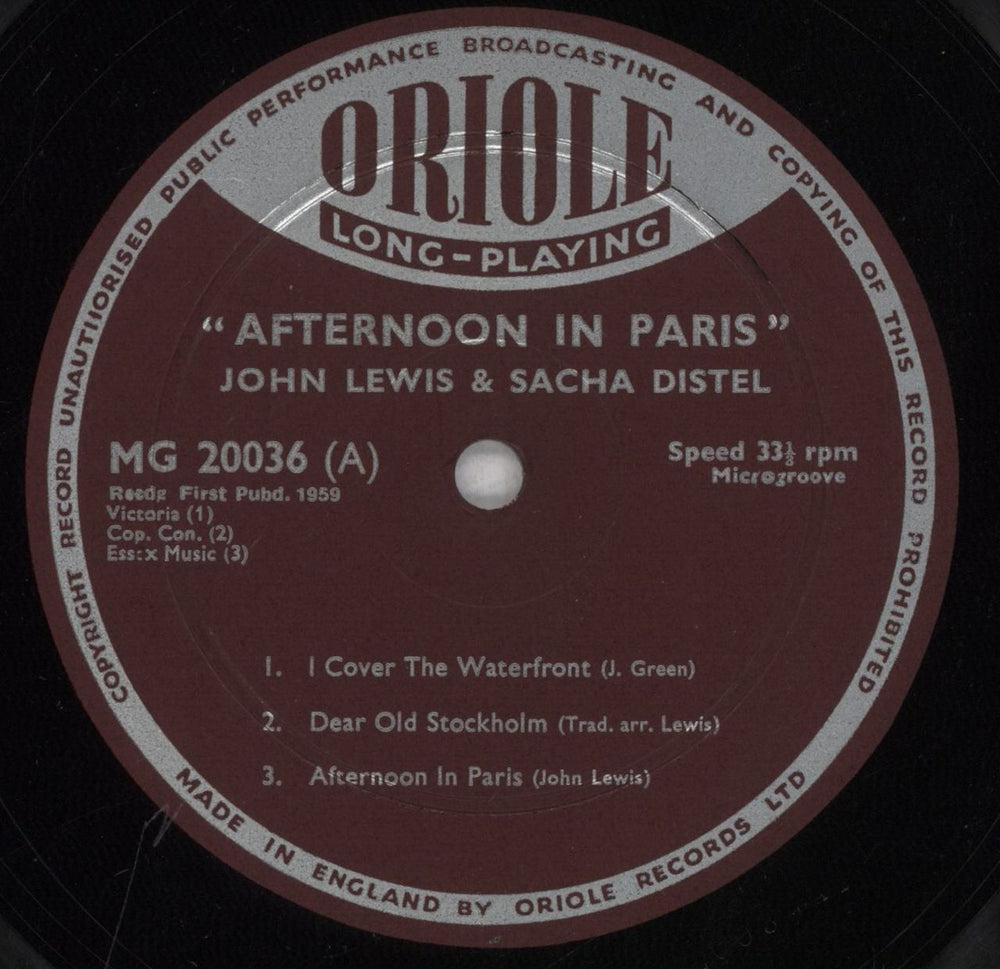 COPYRIGHT RECORD UNAUTHORISED PUBLIC PERFORMANCE BROADCASTING AND COPYING OF THIS RECORD PROHIBITED
ORIOLE
LONG-PLAYING
“AFTERNOON IN PARIS”
JOHN LEWIS & SACHA DISTEL
MG 20036 (A)
Speed 33⅓ rpm
Microgroove
Recdg First Pubd. 1959
Victoria (1)
Cop. Con. (2)
Essex Music (3)
1. I Cover The Waterfront (J. Green)
2. Dear Old Stockholm (Trad. arr. Lewis)
3. Afternoon In Paris (John Lewis)
MADE IN ENGLAND BY ORIOLE RECORDS LTD